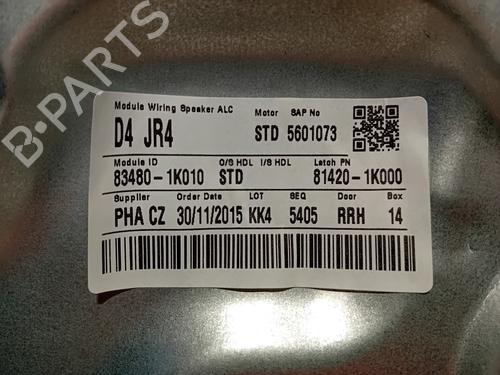 Module Wiring Speaker ALC Motor SAP No
D4 JR4 STD 5601073
Module ID O/S HDL I/S HDL Latch PN
83480-1K010 STD 81420-1K000
Supplier Order Date LOT SEQ Door Box
PHA CZ 30/11/2015 KK4 5405 RRH 14
B-PARTS